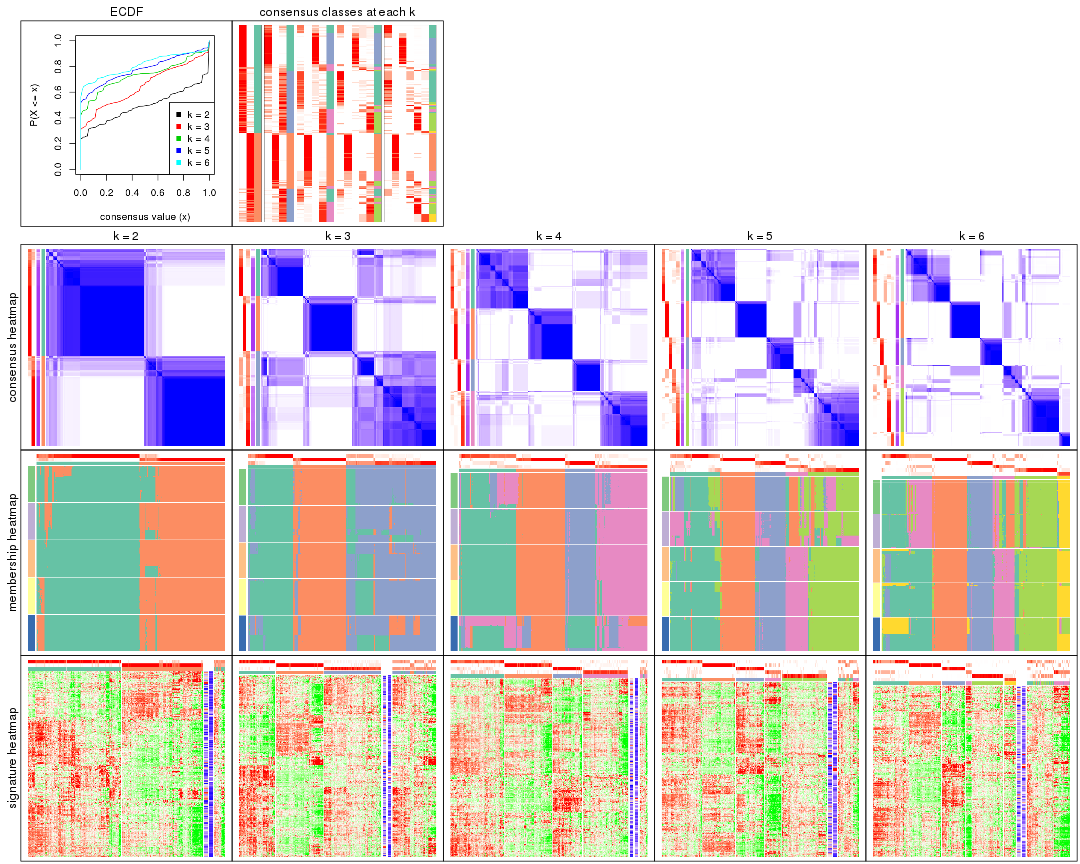 ECDF
consensus classes at each k
P(X <= x)
0.0 0.2 0.4 0.6 0.8 1.0
k = 2
k = 3
k = 4
k = 5
k = 6
0.0 0.2 0.4 0.6 0.8 1.0
consensus value (x)
k = 2
k = 3
k = 4
k = 5
k = 6
consensus heatmap
membership heatmap
signature heatmap